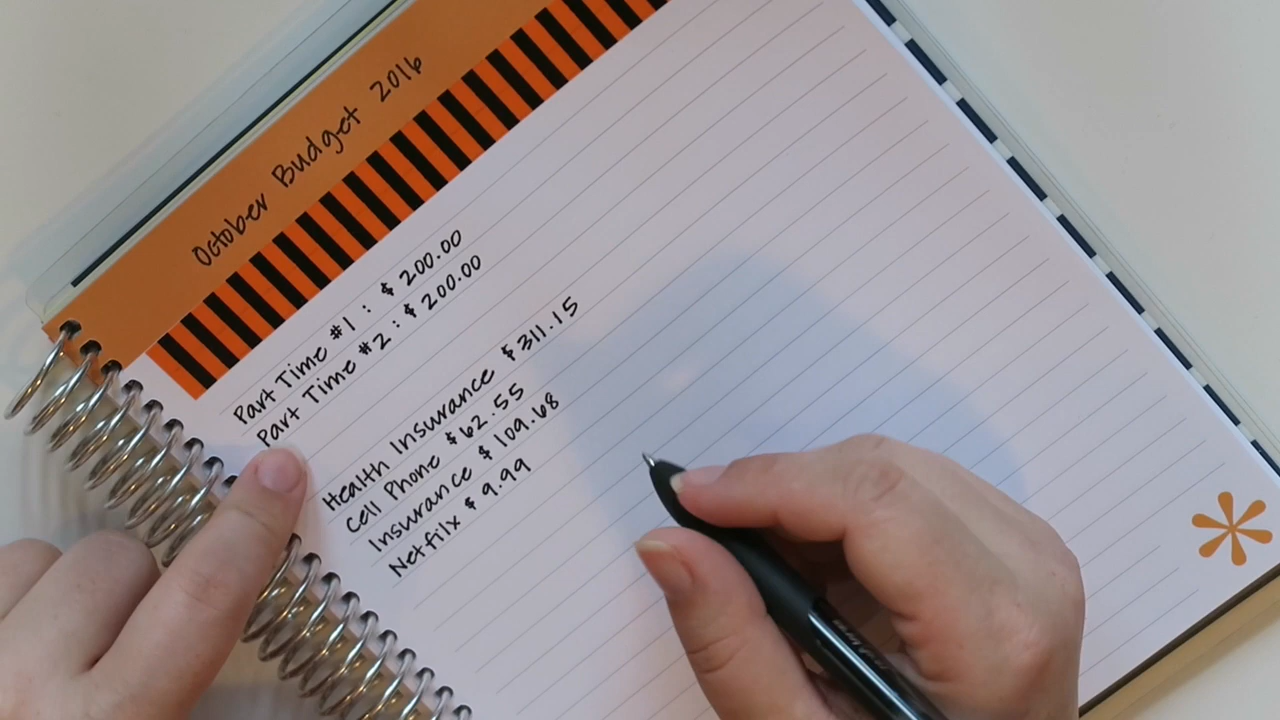 October Budget 2016
Part Time #1 : $ 200.00
Part Time #2 : $ 200.00
Health Insurance $311.15
Cell Phone $62.55
Insurance $109.68
Netfilx $ 9.99